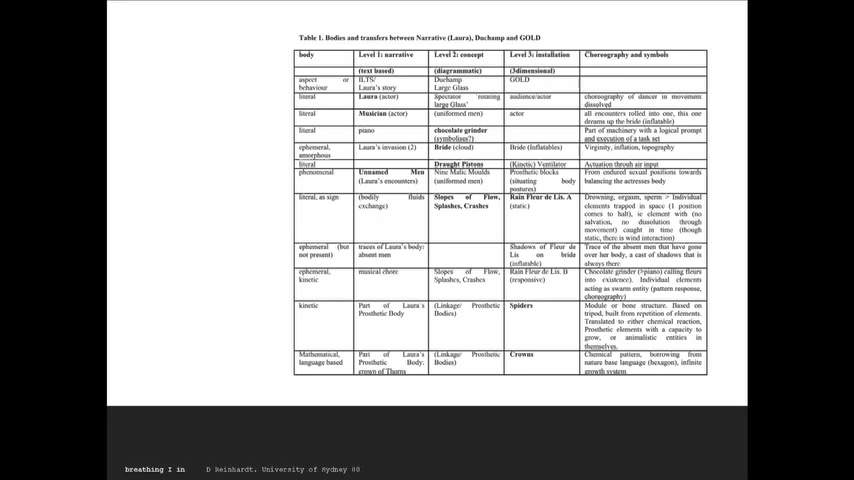 Table 1. Bodies and transfers between Narrative (Laura), Duchamp and GOLD
body Level 1: narrative Level 2: concept Level 3: installation Choreography and symbols
(text based) (diagrammatic) (3dimensional)
aspect or ILTS/ Duchamp GOLD
behaviour Laura's story Large Glass
literal Laura (actor) Spectator 'rotating audience/actor choreography of dancer in movement
large Glass' dissolved
literal Musician (actor) (uniformed men) actor all encounters rolled into one, this one
dreams up the bride (inflatable)
literal piano chocolate grinder Part of machinery with a logical prompt
(symbolises?) and execution of a task set
ephemeral, Laura's invasion (2) Bride (cloud) Bride (Inflatables) Virginity, inflation, topography
amorphous
literal Draught Pistons (Kinetic) Ventilator Actuation through air input
phenomenal Unnamed Men Nine Malic Moulds Prosthetic blocks From endured sexual positions towards
(Laura's encounters) (uniformed men) (situating body balancing the actresses body
postures)
literal, as sign (bodily fluids Slopes of Flow, Rain Fleur de Lis. A Drowning, orgasm, sperm > Individual
exchange) Splashes, Crashes (static) elements trapped in space (1 position
comes to halt), ie element with (no
salvation, no dissolution through
movement) caught in time (though
static, there is wind interaction)
ephemeral (but traces of Laura's body: Shadows of Fleur de Trace of the absent men that have gone
not present) absent men Lis on bride over her body, a cast of shadows that is
(inflatable) always there
ephemeral, musical chore Slopes of Flow, Rain Fleur de Lis. B Chocolate grinder (>piano) calling fleurs
kinetic Splashes, Crashes (responsive) into existence). Individual elements
acting as swarm entity (pattern response,
choreography)
kinetic Part of Laura's (Linkage/ Prosthetic Spiders Module or bone structure. Based on
Prosthetic Body Bodies) tripod, built from repetition of elements.
Translated to either chemical reaction,
Prosthetic elements with a capacity to
grow, or animalistic entities in
themselves.
Mathematical, Part of Laura's (Linkage/ Prosthetic Crowns Chemical pattern, borrowing from
language based Prosthetic Body: Bodies) nature base language (hexagon), infinite
crown of Thorns growth system
breathing I in D Reinhardt. University of Sydney